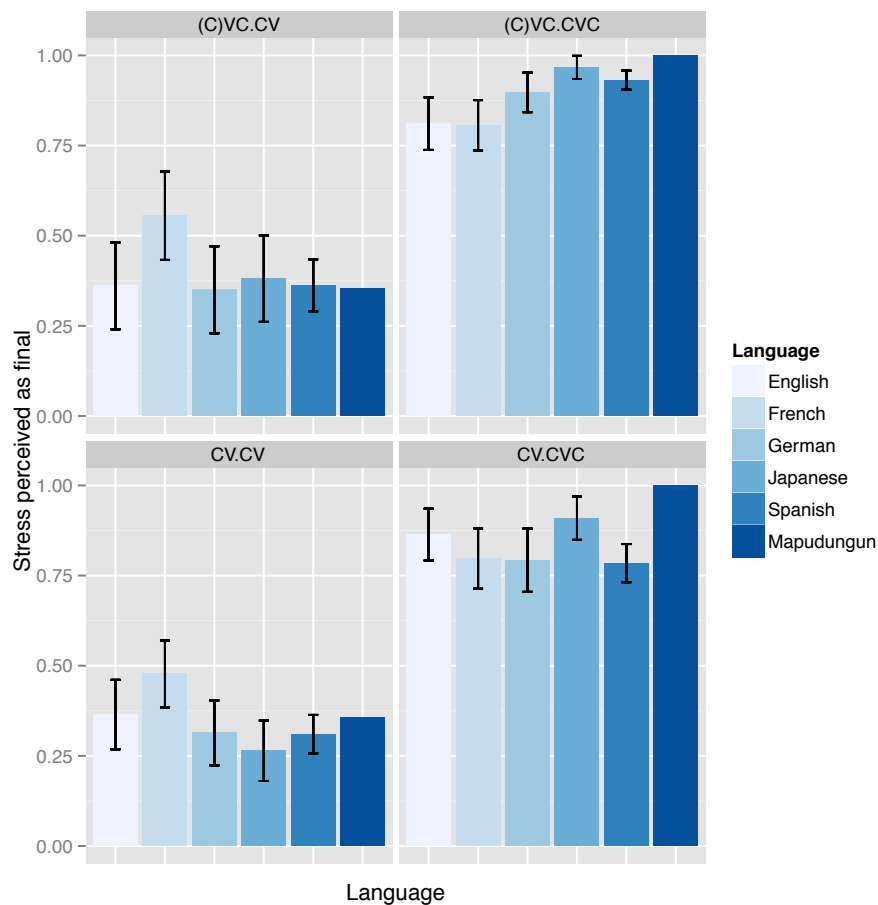 (C)VC.CV
(C)VC.CVC
1.00
0.75
0.50
0.25
0.00
CV.CV
CV.CVC
1.00
0.75
0.50
0.25
0.00
Stress perceived as final
Language
Language
English
French
German
Japanese
Spanish
Mapudungun